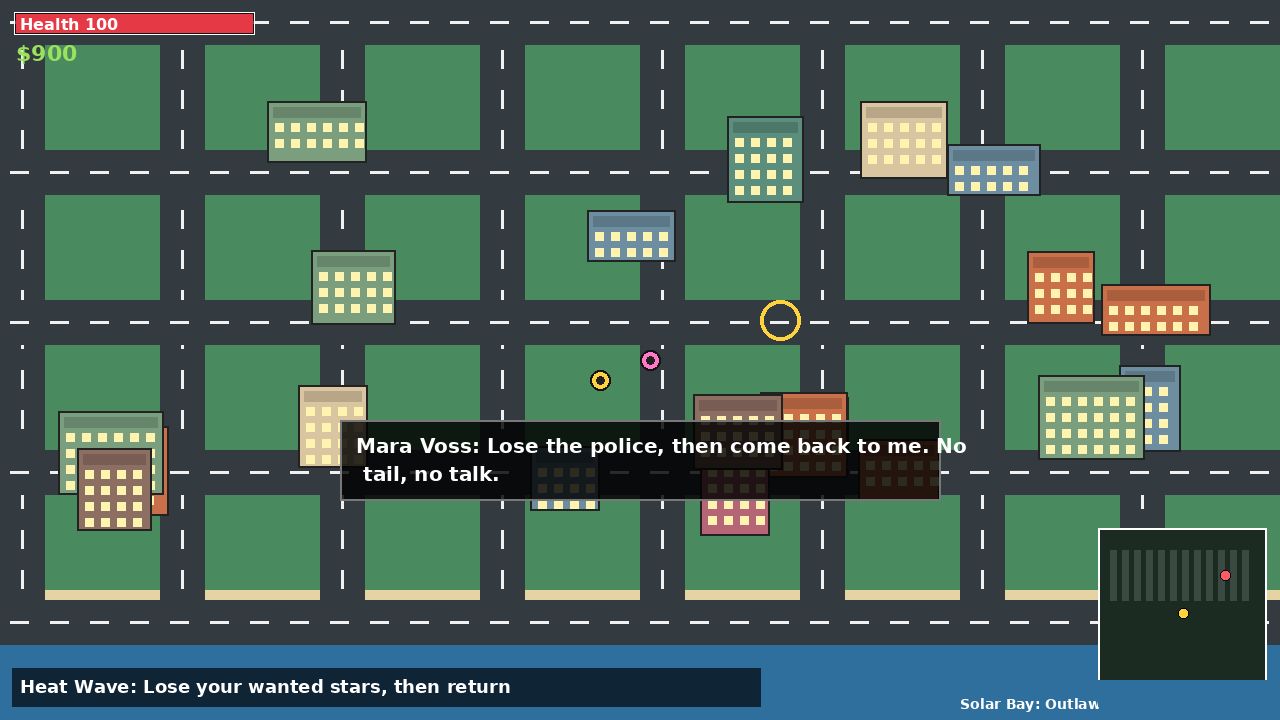 Health 100
$900
Mara Voss: Lose the police, then come back to me. No
tail, no talk.
Heat Wave: Lose your wanted stars, then return
Solar Bay: Outlaw